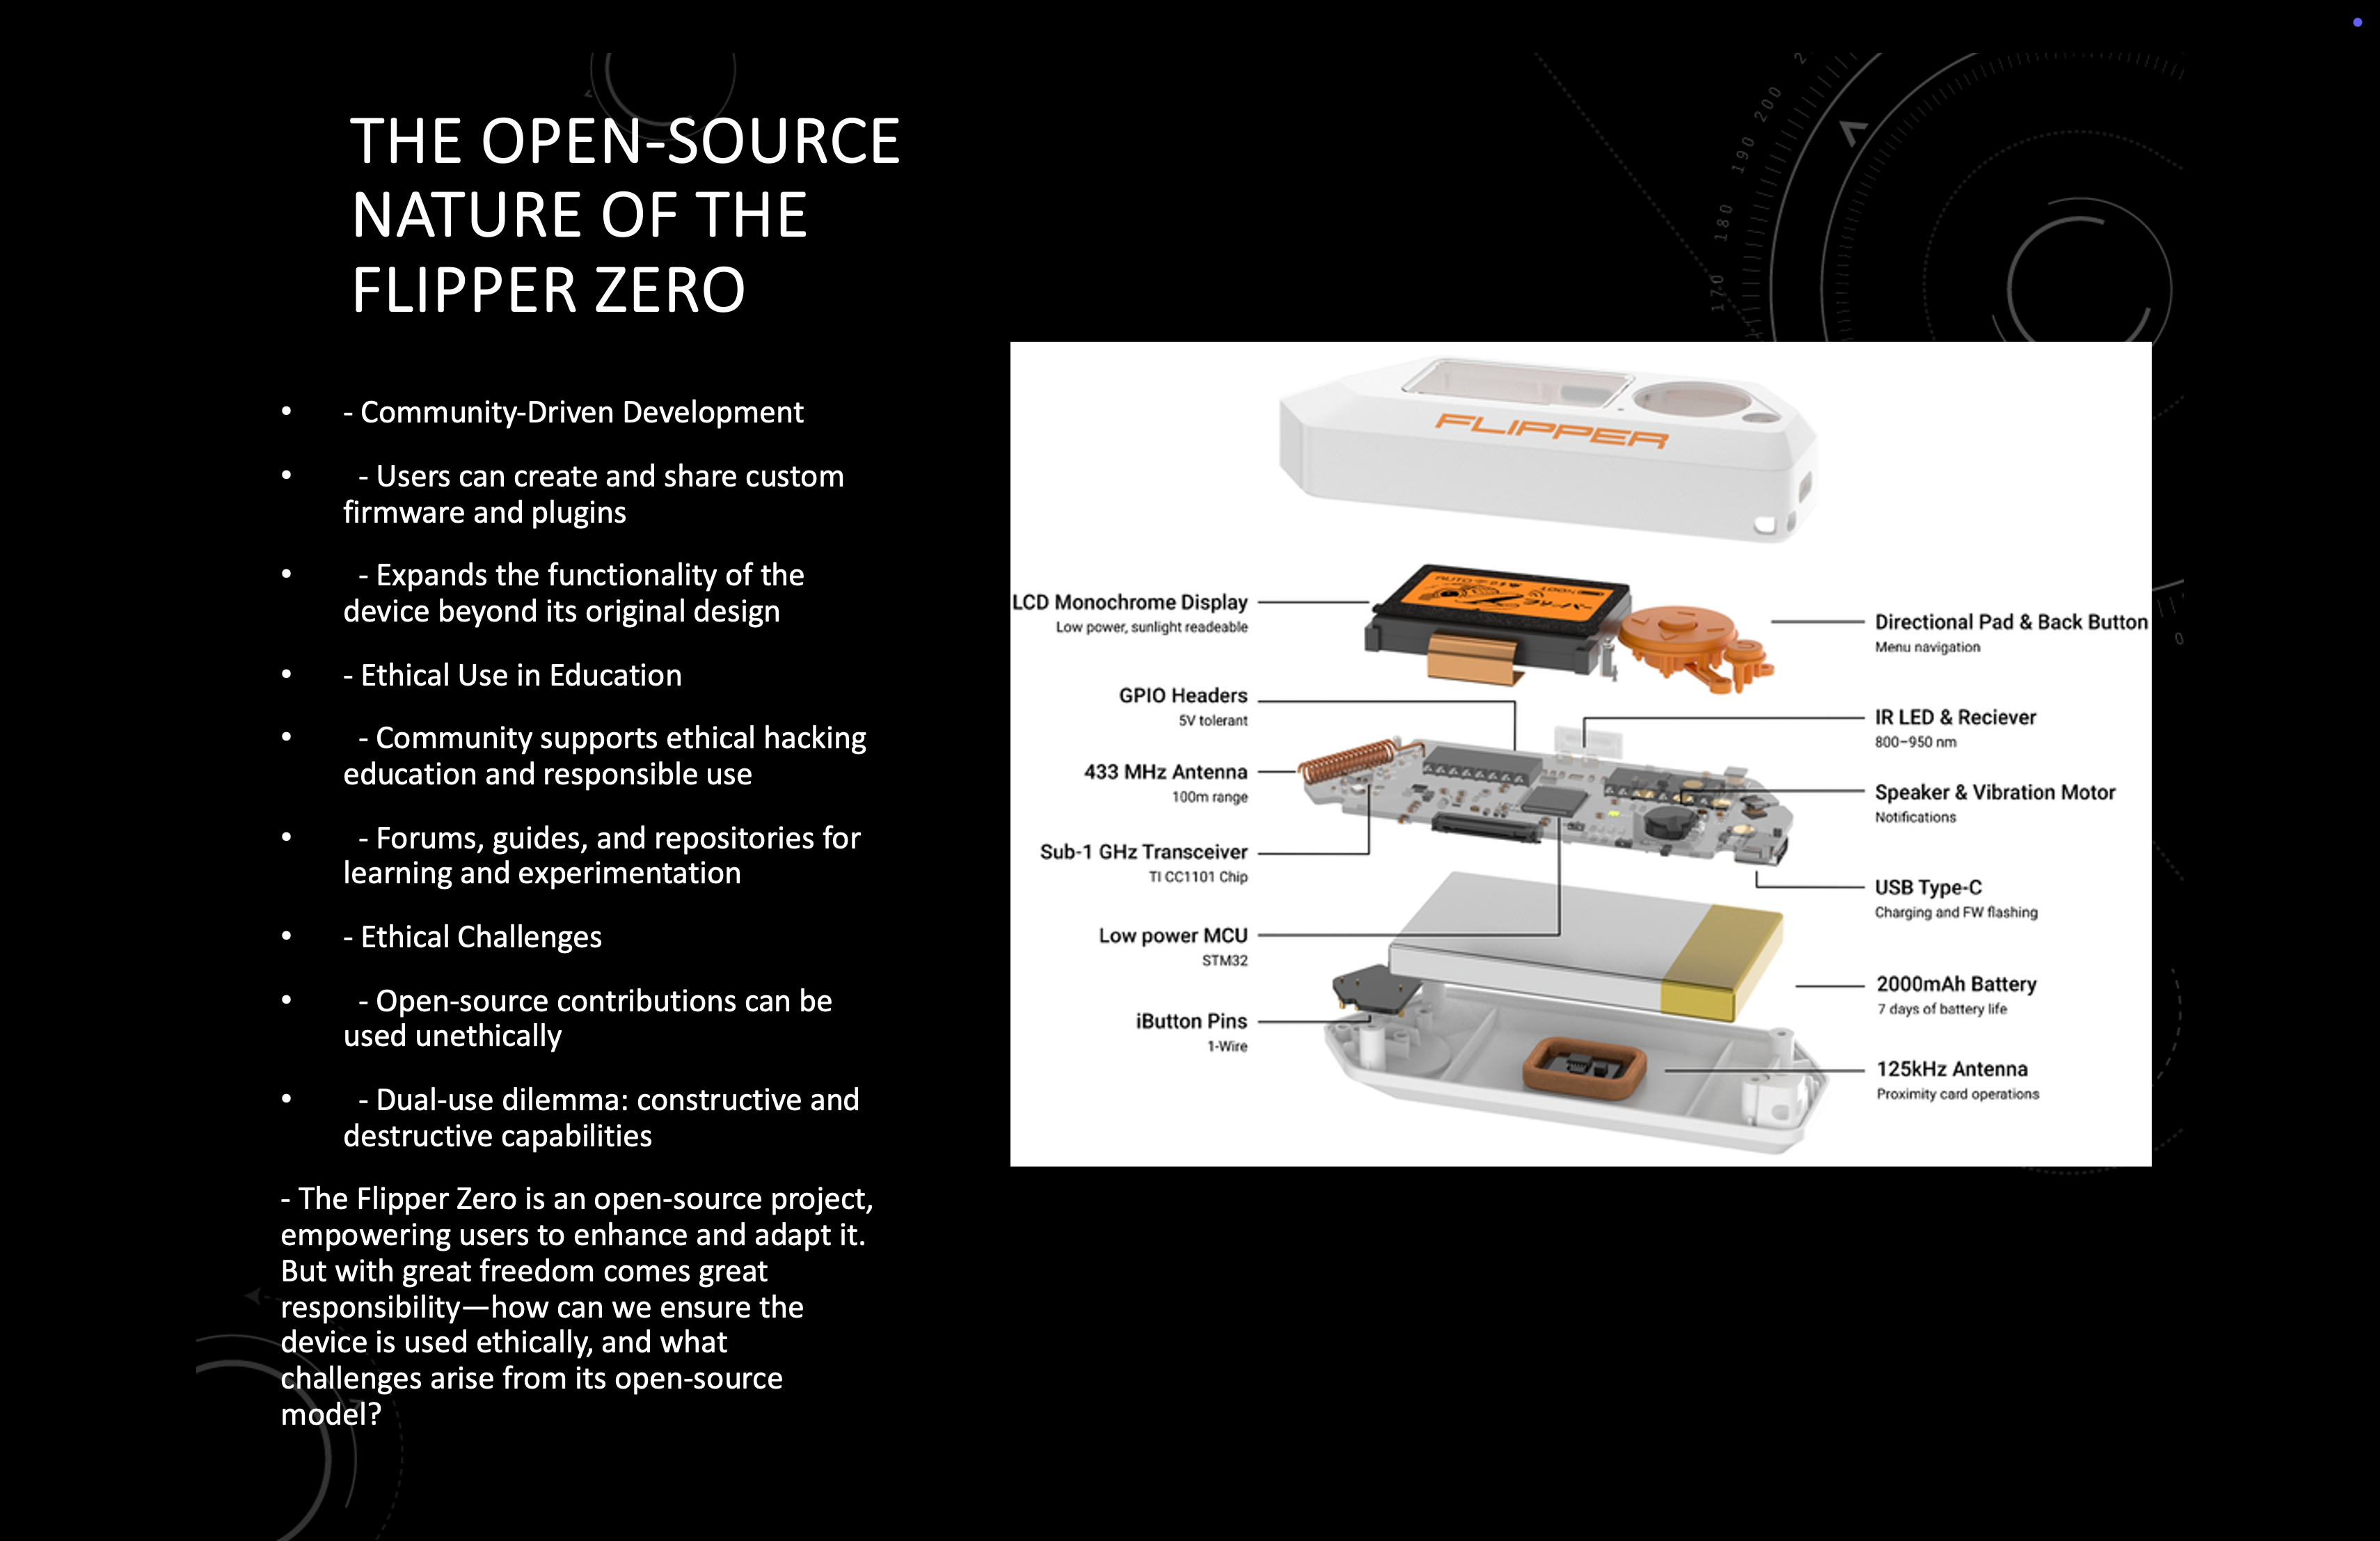 THE OPEN-SOURCE
NATURE OF THE
FLIPPER ZERO
• - Community-Driven Development
• - Users can create and share custom
firmware and plugins
• - Expands the functionality of the
device beyond its original design
• - Ethical Use in Education
• - Community supports ethical hacking
education and responsible use
• - Forums, guides, and repositories for
learning and experimentation
• - Ethical Challenges
• - Open-source contributions can be
used unethically
• - Dual-use dilemma: constructive and
destructive capabilities
- The Flipper Zero is an open-source project,
empowering users to enhance and adapt it.
But with great freedom comes great
responsibility—how can we ensure the
device is used ethically, and what
challenges arise from its open-source
model?
170 180 190 200
FLIPPER
LCD Monochrome Display
Low power, sunlight readeable
GPIO Headers
5V tolerant
433 MHz Antenna
100m range
Sub-1 GHz Transceiver
TI CC1101 Chip
Low power MCU
STM32
iButton Pins
1-Wire
Directional Pad & Back Button
Menu navigation
IR LED & Reciever
800–950 nm
Speaker & Vibration Motor
Notifications
USB Type-C
Charging and FW flashing
2000mAh Battery
7 days of battery life
125kHz Antenna
Proximity card operations